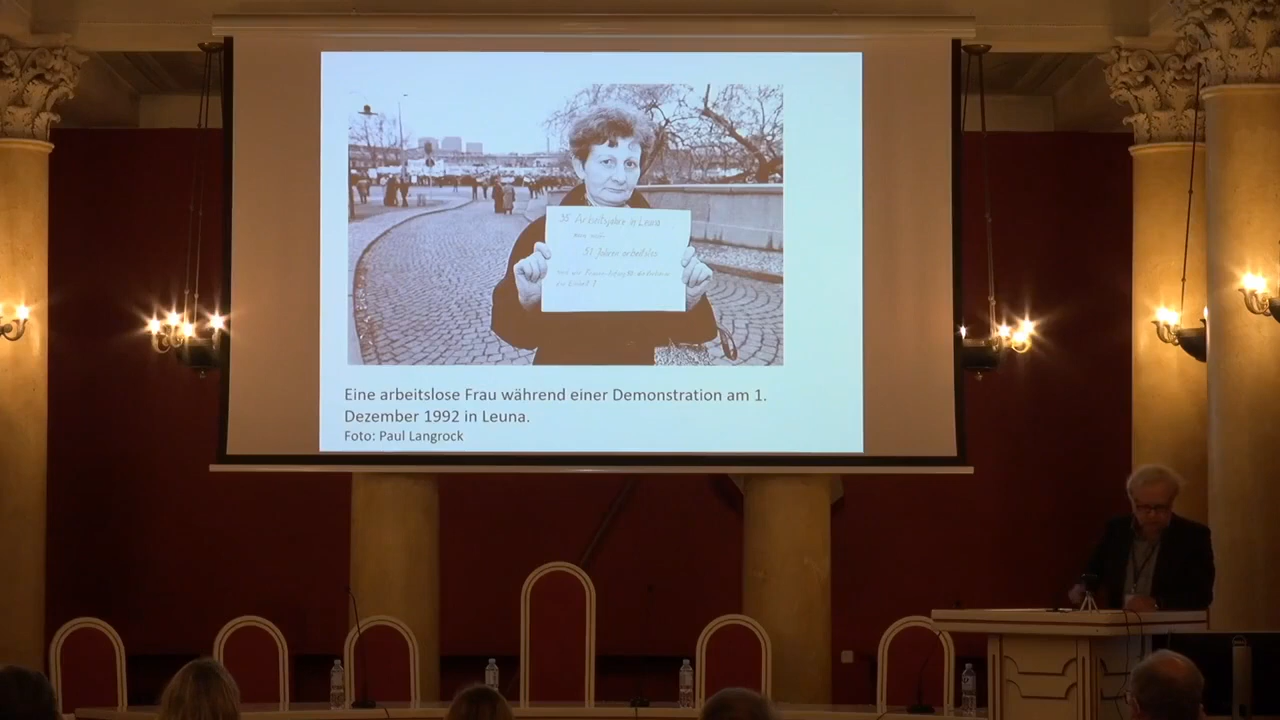 35 Arbeitsjahre in Leuna
51 Jahren arbeitslos
Eine arbeitslose Frau während einer Demonstration am 1.
Dezember 1992 in Leuna.
Foto: Paul Langrock